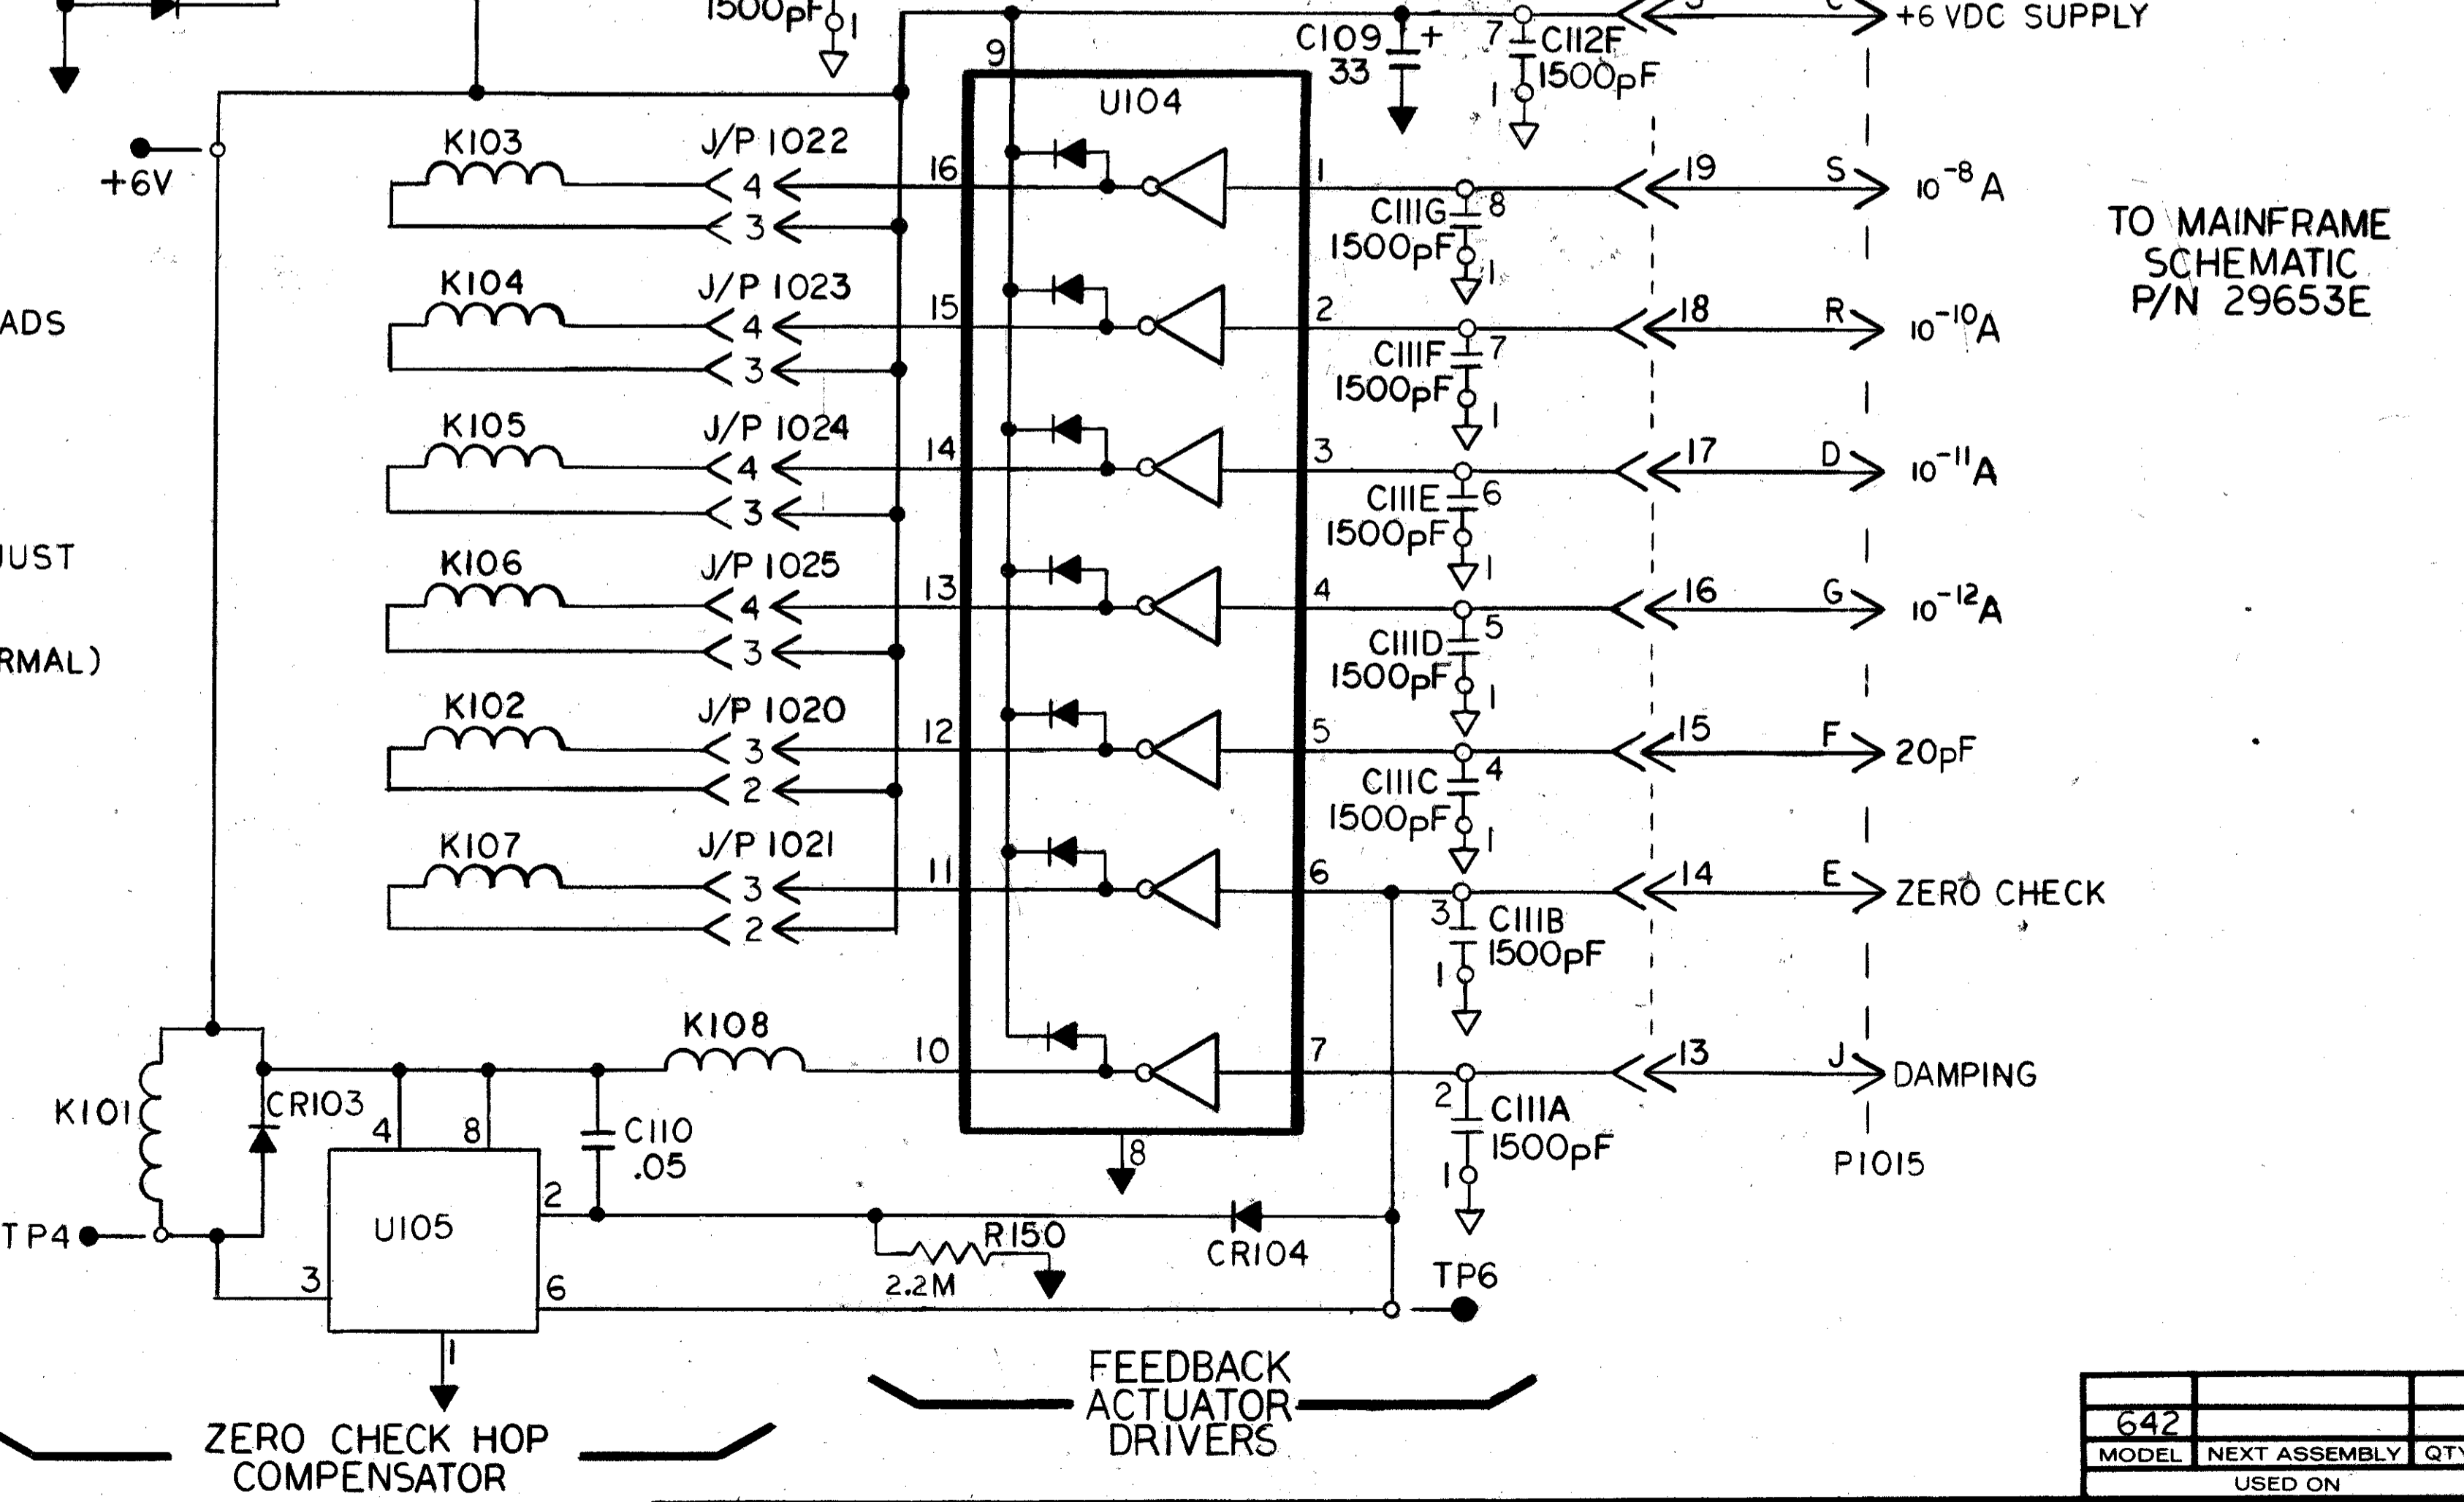 1500pF
1
C109 +
33
7
C112F
1500pF
1
C
+6 VDC SUPPLY
9
U104
+6V
K103
J/P 1022
4
3
16
1
C111G
8
1500pF
1
19
S
10⁻⁸A
TO MAINFRAME
SCHEMATIC
P/N 29653E
ADS
K104
J/P 1023
4
3
15
2
C111F
7
1500pF
1
18
R
10⁻¹⁰A
K105
J/P 1024
4
3
14
3
C111E
6
1500pF
1
17
D
10⁻¹¹A
JUST
K106
J/P 1025
4
3
13
4
C111D
5
1500pF
1
16
G
10⁻¹²A
RMAL)
K102
J/P 1020
3
2
12
5
C111C
4
1500pF
1
15
F
20pF
K107
J/P 1021
3
2
11
6
3
C111B
1500pF
1
14
E
ZERO CHECK
K108
10
7
2
C111A
1500pF
1
13
J
DAMPING
P1015
K101
CR103
4
8
C110
.05
8
TP4
U105
2
3
6
1
R150
2.2M
CR104
TP6
FEEDBACK
ACTUATOR
DRIVERS
ZERO CHECK HOP
COMPENSATOR
642
MODEL
NEXT ASSEMBLY
QTY
USED ON